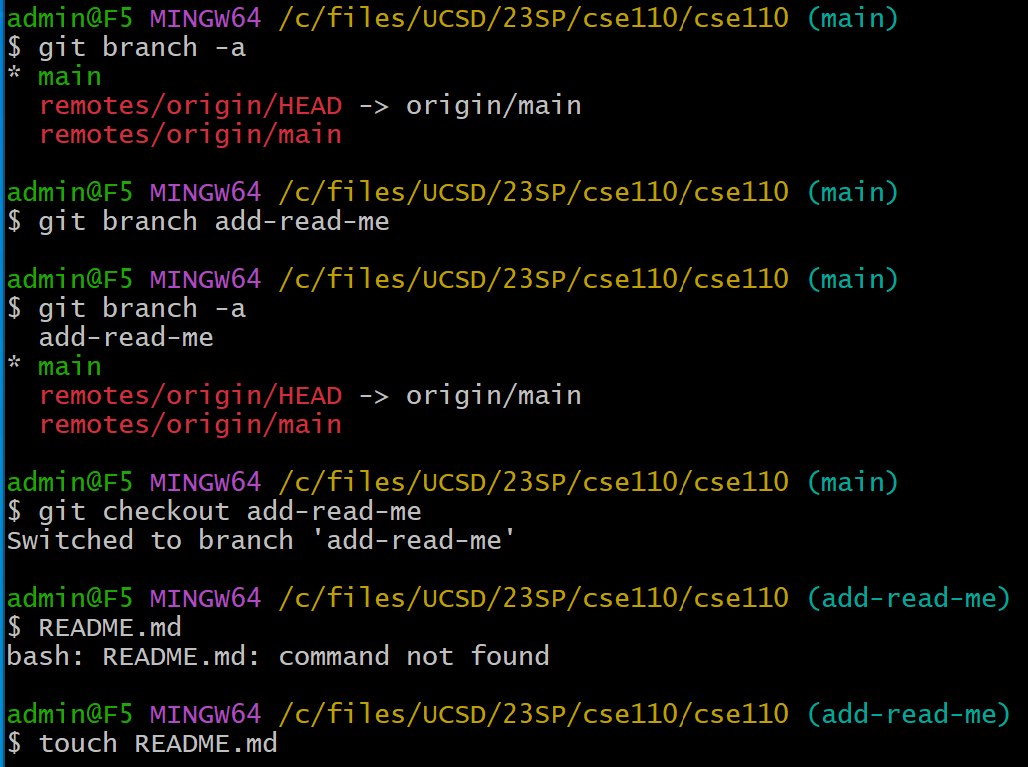 admin@F5 MINGW64 /c/files/UCSD/23SP/cse110/cse110 (main)
$ git branch -a
* main
  remotes/origin/HEAD -> origin/main
  remotes/origin/main

admin@F5 MINGW64 /c/files/UCSD/23SP/cse110/cse110 (main)
$ git branch add-read-me

admin@F5 MINGW64 /c/files/UCSD/23SP/cse110/cse110 (main)
$ git branch -a
  add-read-me
* main
  remotes/origin/HEAD -> origin/main
  remotes/origin/main

admin@F5 MINGW64 /c/files/UCSD/23SP/cse110/cse110 (main)
$ git checkout add-read-me
Switched to branch 'add-read-me'

admin@F5 MINGW64 /c/files/UCSD/23SP/cse110/cse110 (add-read-me)
$ README.md
bash: README.md: command not found

admin@F5 MINGW64 /c/files/UCSD/23SP/cse110/cse110 (add-read-me)
$ touch README.md